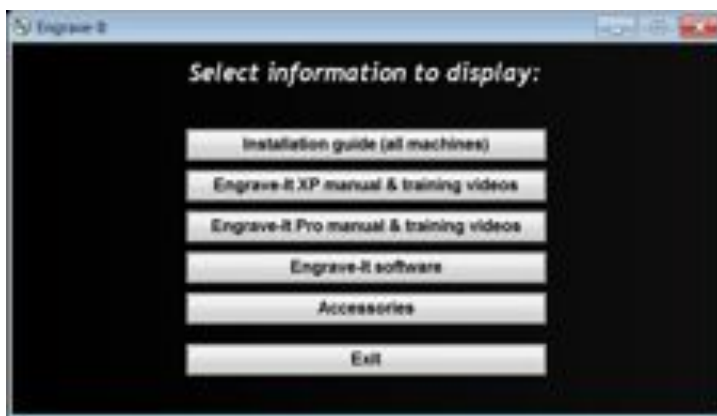 Engrave-It
Select information to display:
Installation guide (all machines)
Engrave-It XP manual & training videos
Engrave-It Pro manual & training videos
Engrave-It software
Accessories
Exit